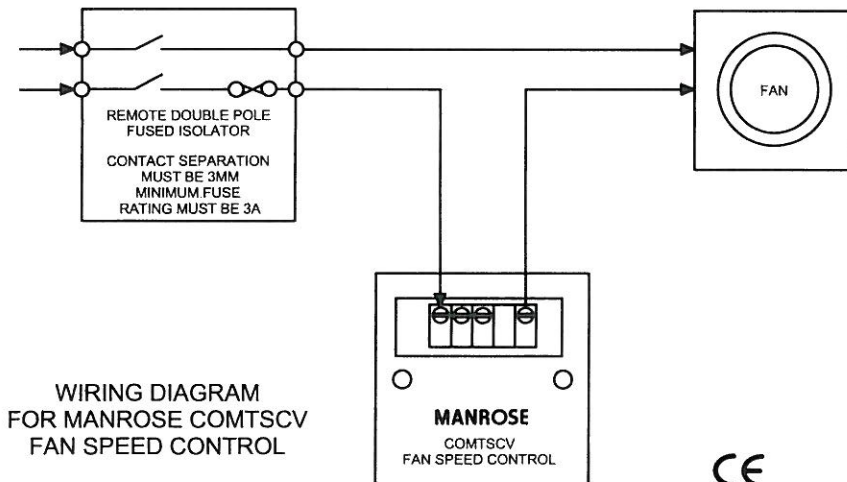 REMOTE DOUBLE POLE
FUSED ISOLATOR
CONTACT SEPARATION
MUST BE 3MM
MINIMUM FUSE
RATING MUST BE 3A
FAN
WIRING DIAGRAM
FOR MANROSE COMTSCV
FAN SPEED CONTROL
MANROSE
COMTSCV
FAN SPEED CONTROL
CE